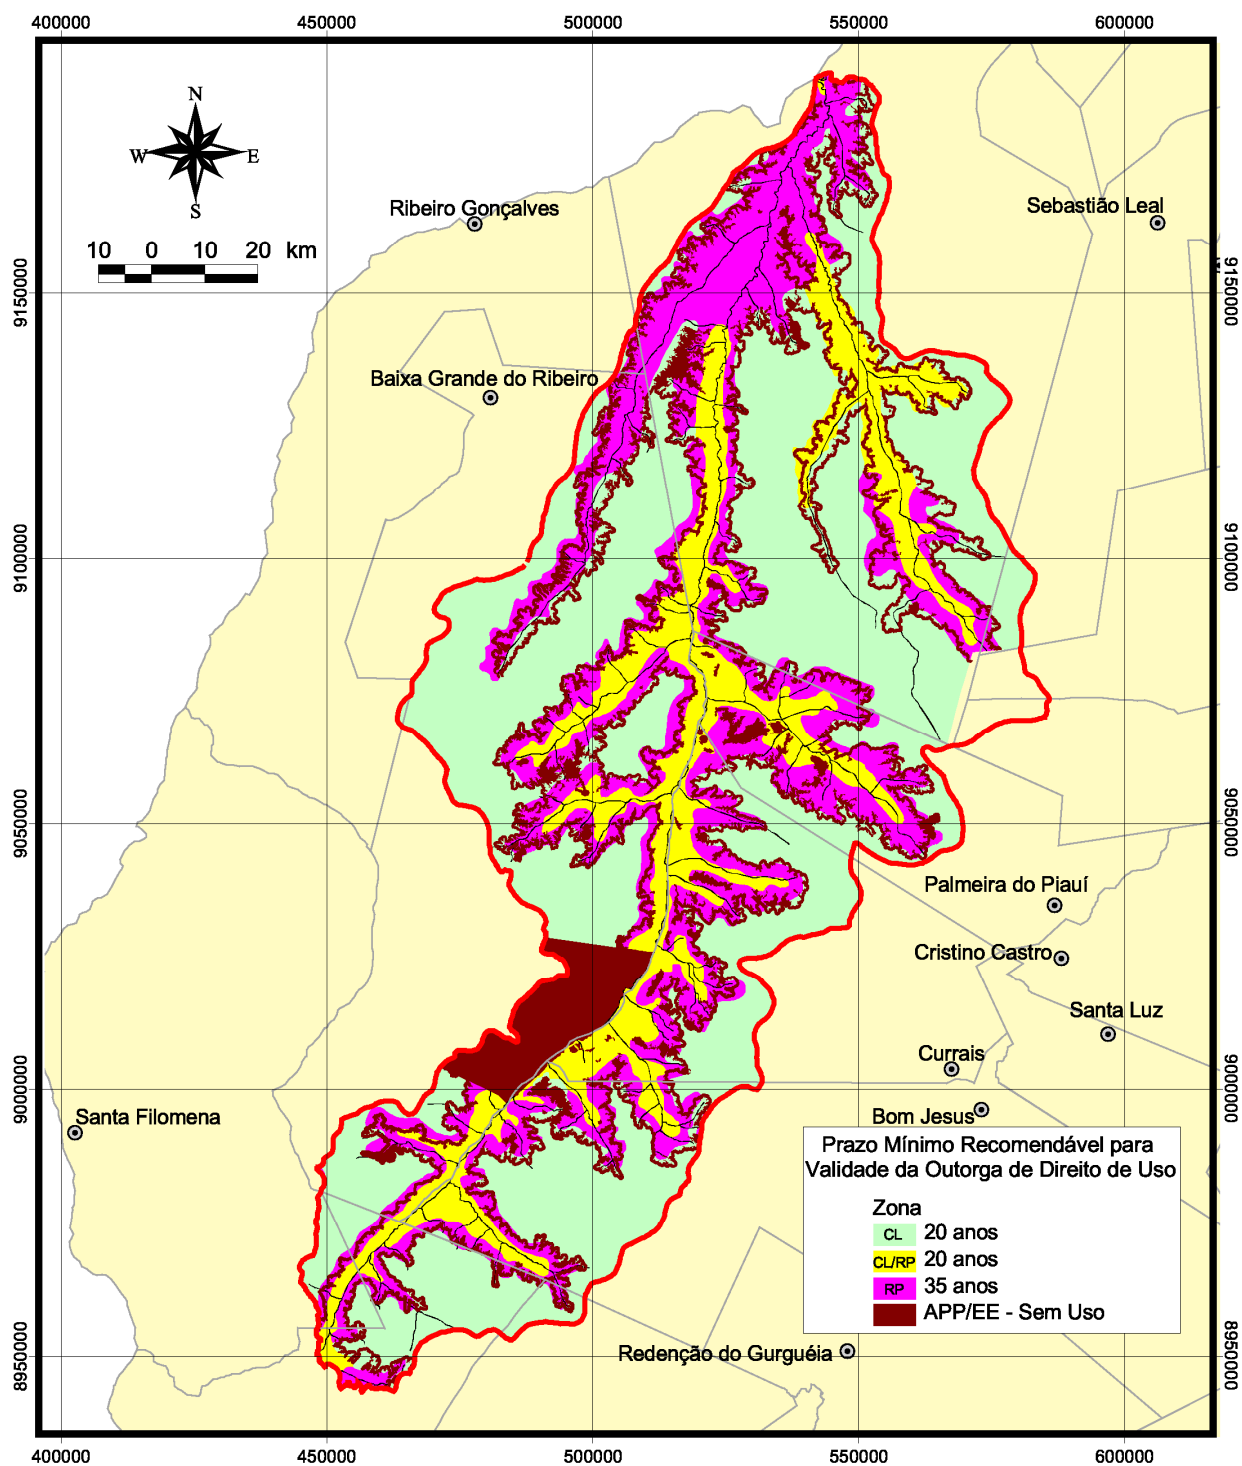 400000 450000 500000 550000 600000
N
W E
S
Ribeiro Gonçalves
Sebastião Leal
10 0 10 20 km
9150000 9150000
Baixa Grande do Ribeiro
9100000 9100000
9050000 9050000
Palmeira do Piauí
Cristino Castro
Santa Luz
Currais
9000000 9000000
Santa Filomena
Bom Jesus
Prazo Mínimo Recomendável para
Validade da Outorga de Direito de Uso
Zona
CL 20 anos
CL/RP 20 anos
RP 35 anos
APP/EE - Sem Uso
Redenção do Gurguéia
8950000 8950000
400000 450000 500000 550000 600000